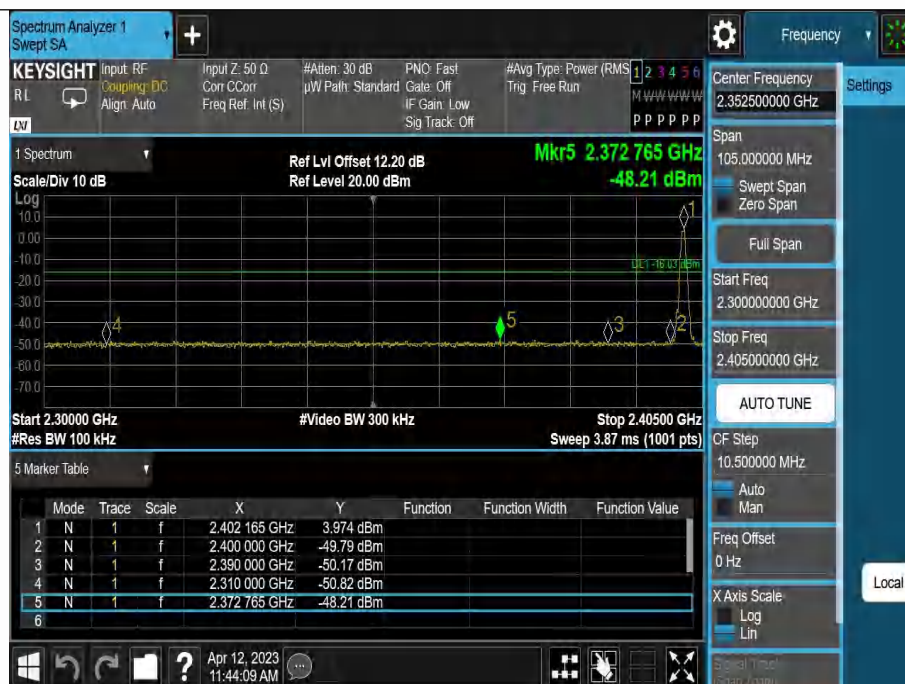 Spectrum Analyzer 1
Swept SA
+
Frequency
KEYSIGHT
Input: RF
Input Z: 50 Ω
#Atten: 30 dB
PNO: Fast
#Avg Type: Power (RMS
1 2 3 4 5 6
RL
Coupling: DC
Corr CCorr
µW Path: Standard
Gate: Off
Trig: Free Run
M W W W W W
Align: Auto
Freq Ref: Int (S)
IF Gain: Low
LXI
Sig Track: Off
P P P P P P
1 Spectrum
Ref Lvl Offset 12.20 dB
Mkr5 2.372 765 GHz
Scale/Div 10 dB
Ref Level 20.00 dBm
-48.21 dBm
Log
1
10.0
0.00
-10.0
DL1 -16.03 dBm
-20.0
-30.0
-40.0
4
5
3
2
-50.0
-60.0
-70.0
Start 2.30000 GHz
#Video BW 300 kHz
Stop 2.40500 GHz
#Res BW 100 kHz
Sweep 3.87 ms (1001 pts)
5 Marker Table
Mode Trace Scale X Y Function Function Width Function Value
1 N 1 f 2.402 165 GHz 3.974 dBm
2 N 1 f 2.400 000 GHz -49.79 dBm
3 N 1 f 2.390 000 GHz -50.17 dBm
4 N 1 f 2.310 000 GHz -50.82 dBm
5 N 1 f 2.372 765 GHz -48.21 dBm
6
?
Apr 12, 2023
11:44:09 AM
Center Frequency
2.352500000 GHz
Settings
Span
105.000000 MHz
Swept Span
Zero Span
Full Span
Start Freq
2.300000000 GHz
Stop Freq
2.405000000 GHz
AUTO TUNE
CF Step
10.500000 MHz
Auto
Man
Freq Offset
0 Hz
Local
X Axis Scale
Log
Lin